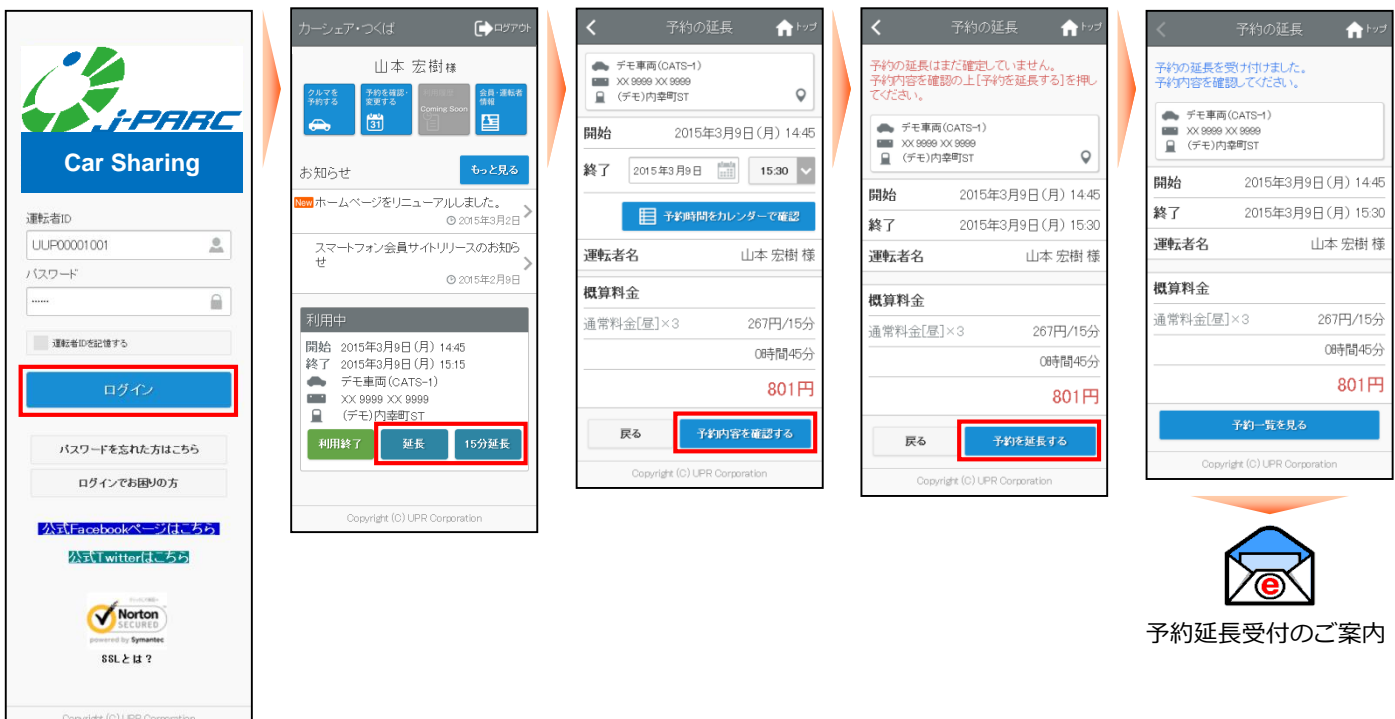 J-PARC
Car Sharing
運転者ID
UUP00001001
パスワード
......
運転者IDを記憶する
ログイン
パスワードを忘れた方はこちら
ログインでお困りの方
公式Facebookページはこちら
公式Twitterはこちら
Norton
SECURED
powered by Symantec
SSLとは？
Copyright (C) UPR Corporation
カーシェア・つくば
ログアウト
山本 宏樹様
クルマを予約する
予約を確認・変更する
31
Coming Soon
会員・運転者情報
お知らせ
もっと見る
New ホームページをリニューアルしました。
2015年3月2日
スマートフォン会員サイトリリースのお知らせ
2015年2月9日
利用中
開始 2015年3月9日(月) 14:45
終了 2015年3月9日(月) 15:15
デモ車両(CATS-1)
XX 9999 XX 9999
(デモ)内幸町ST
利用終了
延長
15分延長
Copyright (C) UPR Corporation
予約の延長
トップ
デモ車両(CATS-1)
XX 9999 XX 9999
(デモ)内幸町ST
開始 2015年3月9日(月) 14:45
終了 2015年3月9日 15:30
予約時間をカレンダーで確認
運転者名 山本 宏樹 様
概算料金
通常料金[昼]×3 267円/15分
0時間45分
801円
戻る
予約内容を確認する
Copyright (C) UPR Corporation
予約の延長
トップ
予約の延長はまだ確定していません。
予約内容を確認の上[予約を延長する]を押し
てください。
デモ車両(CATS-1)
XX 9999 XX 9999
(デモ)内幸町ST
開始 2015年3月9日(月) 14:45
終了 2015年3月9日(月) 15:30
運転者名 山本 宏樹 様
概算料金
通常料金[昼]×3 267円/15分
0時間45分
801円
戻る
予約を延長する
Copyright (C) UPR Corporation
予約の延長
トップ
予約の延長を受け付けました。
予約内容を確認してください。
デモ車両(CATS-1)
XX 9999 XX 9999
(デモ)内幸町ST
開始 2015年3月9日(月) 14:45
終了 2015年3月9日(月) 15:30
運転者名 山本 宏樹 様
概算料金
通常料金[昼]×3 267円/15分
0時間45分
801円
予約一覧を見る
Copyright (C) UPR Corporation
e
予約延長受付のご案内